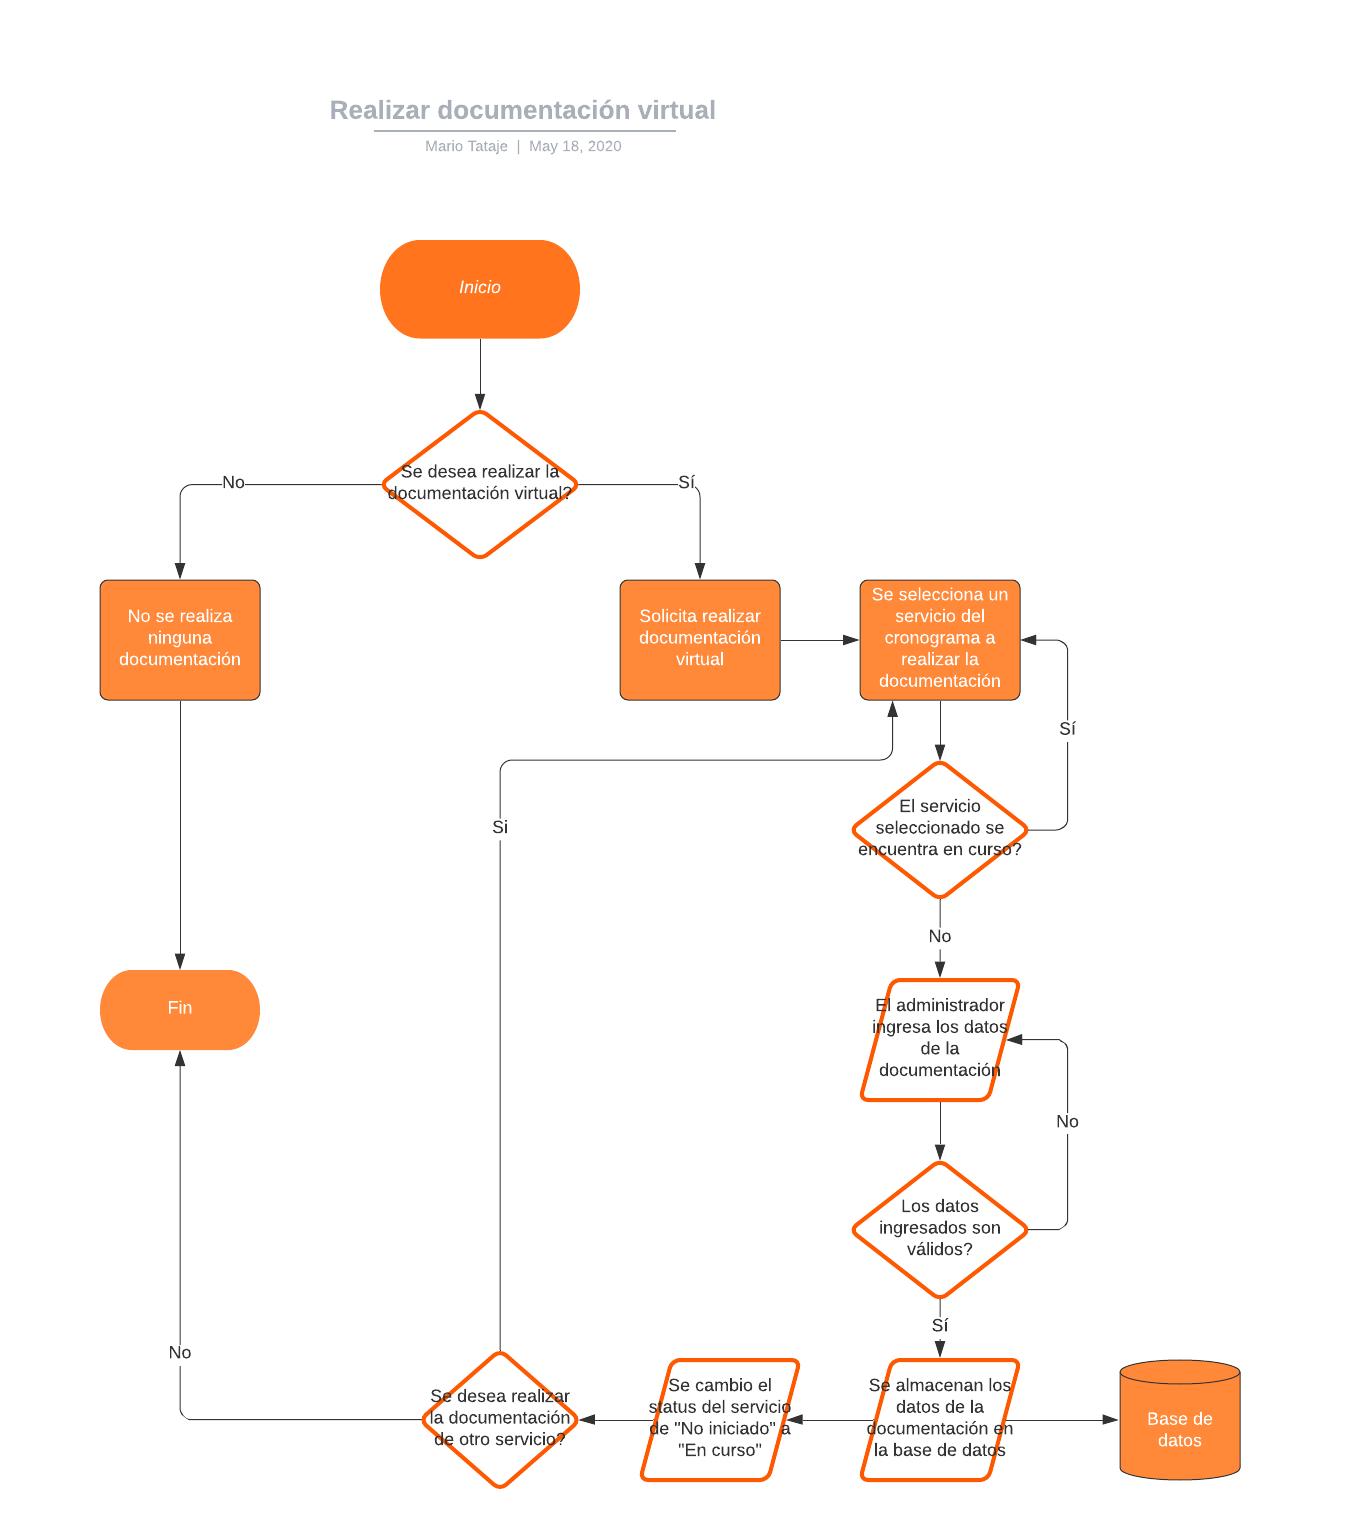 Realizar documentación virtual
Mario Tataje | May 18, 2020
Inicio
Se desea realizar la
documentación virtual?
No
Sí
No se realiza
ninguna
documentación
Solicita realizar
documentación
virtual
Se selecciona un
servicio del
cronograma a
realizar la
documentación
Sí
El servicio
seleccionado se
encuentra en curso?
Si
No
Fin
El administrador
ingresa los datos
de la
documentación
No
Los datos
ingresados son
válidos?
Sí
No
Se desea realizar
la documentación
de otro servicio?
Se cambio el
status del servicio
de "No iniciado" a
"En curso"
Se almacenan los
datos de la
documentación en
la base de datos
Base de
datos